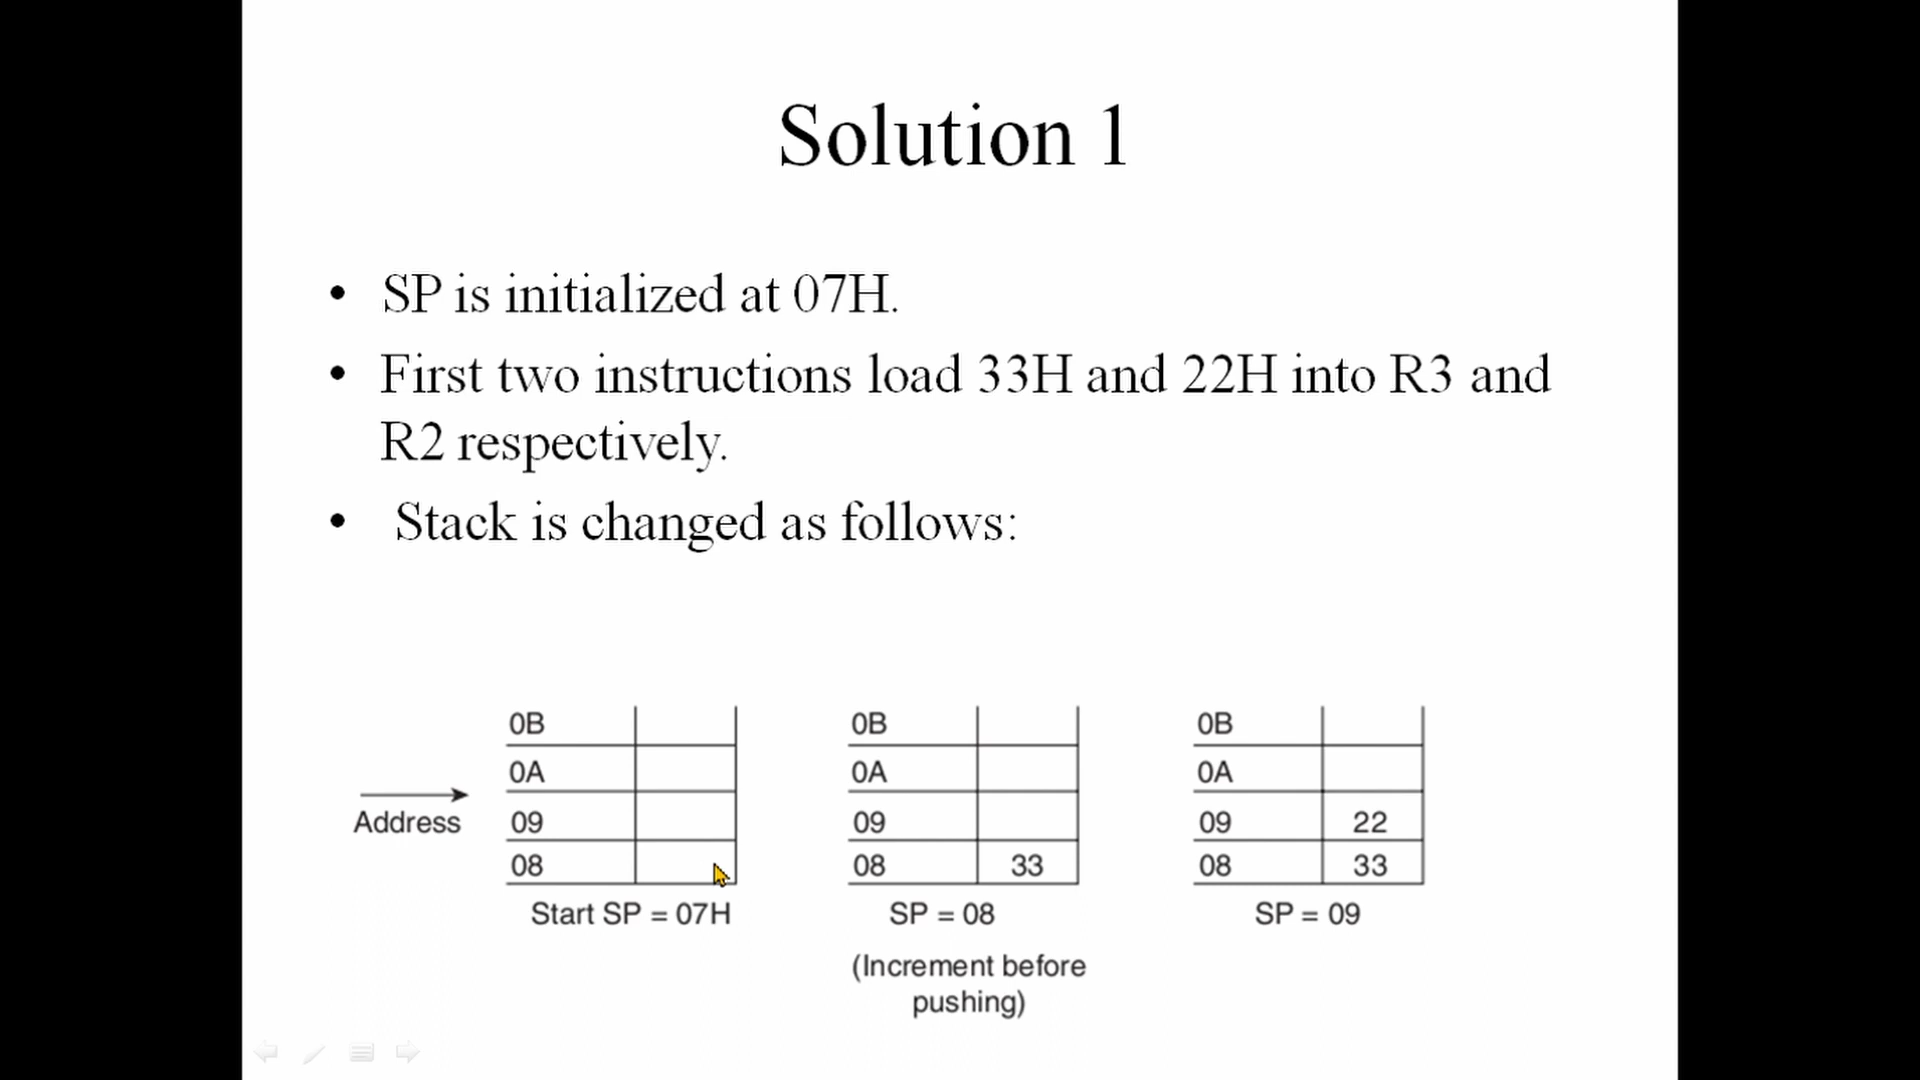 Solution 1
• SP is initialized at 07H.
• First two instructions load 33H and 22H into R3 and
R2 respectively.
• Stack is changed as follows:
0B 0B 0B
0A 0A 0A
Address
09 09 09 22
08 08 33 08 33
Start SP = 07H SP = 08 SP = 09
(Increment before
pushing)